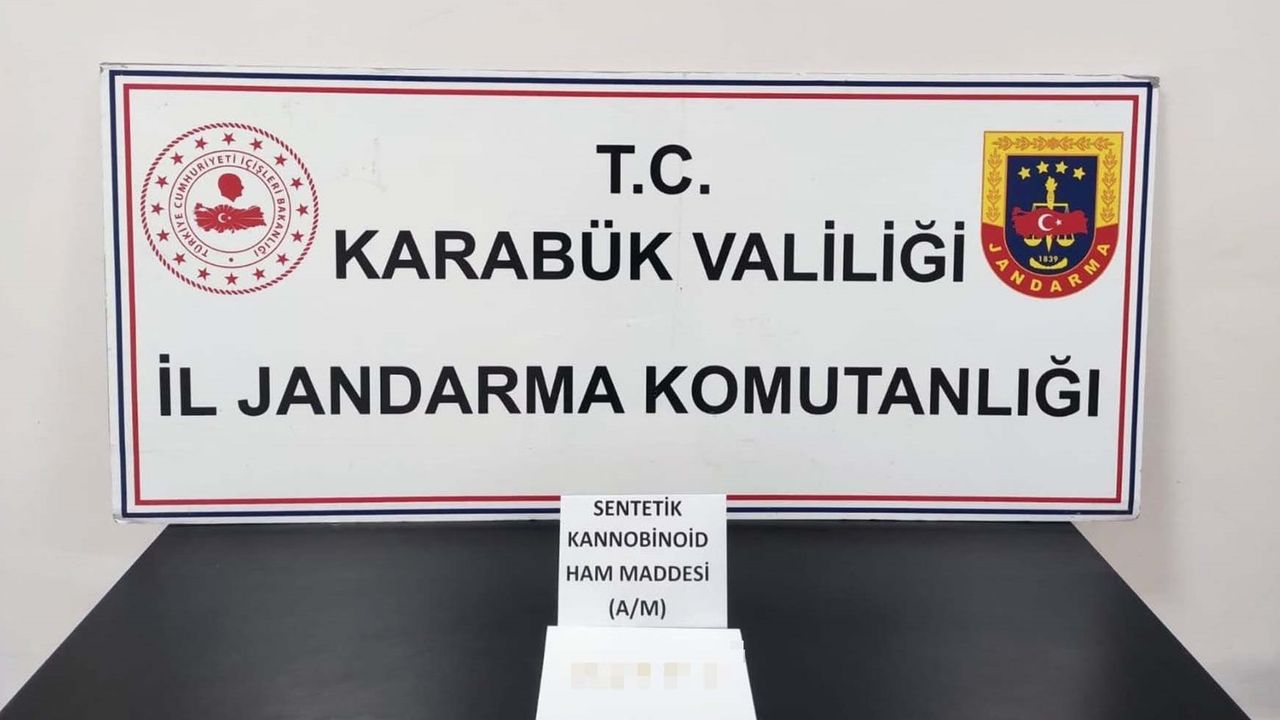 T.C.
KARABÜK VALİLİĞİ
İL JANDARMA KOMUTANLIĞI
TÜRKİYE CUMHURİYETİ İÇİŞLERİ BAKANLIĞI
1839
JANDARMA
SENTETİK
KANNOBİNOİD
HAM MADDESİ
(A/M)